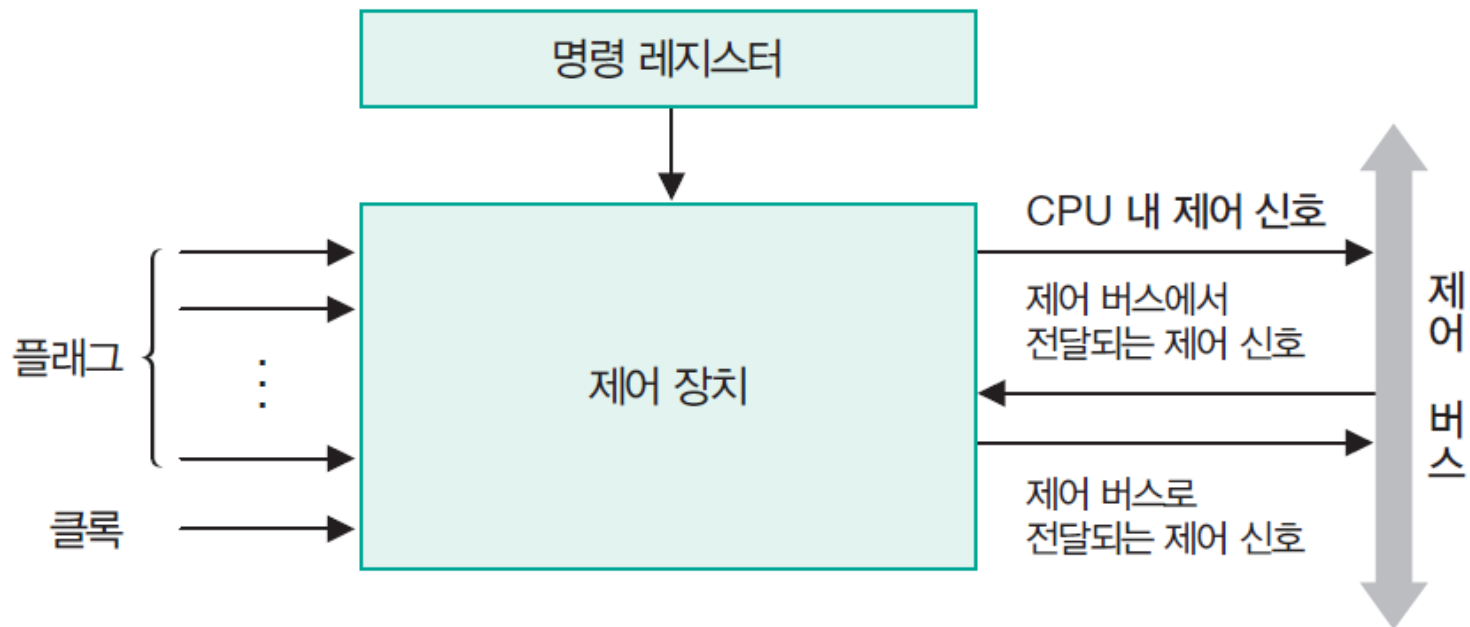 명령 레지스터
CPU 내 제어 신호
제어 버스에서
전달되는 제어 신호
플래그
제어 장치
제어 버스
클록
제어 버스로
전달되는 제어 신호